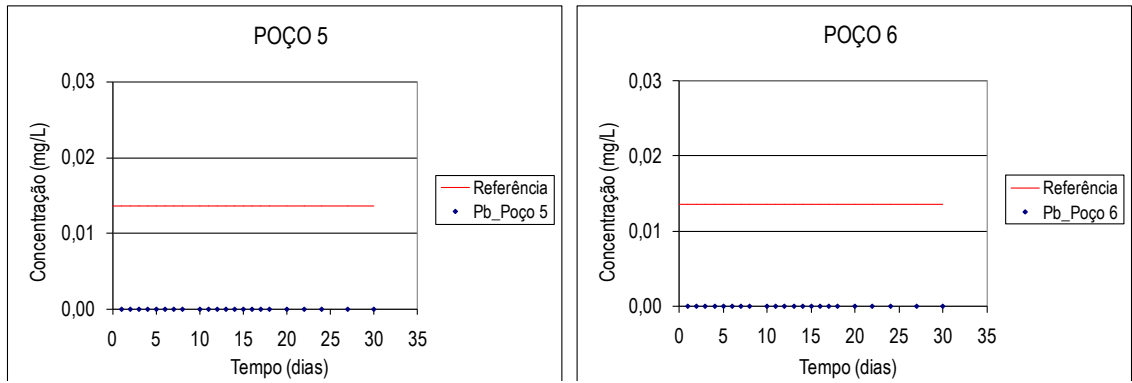 POÇO 5
0,03
0,02
0,01
0,00
0 5 10 15 20 25 30 35
Tempo (dias)
Concentração (mg/L)
Referência
Pb_Poço 5
POÇO 6
0,03
0,02
0,01
0,00
0 5 10 15 20 25 30 35
Tempo (dias)
Concentração (mg/L)
Referência
Pb_Poço 6